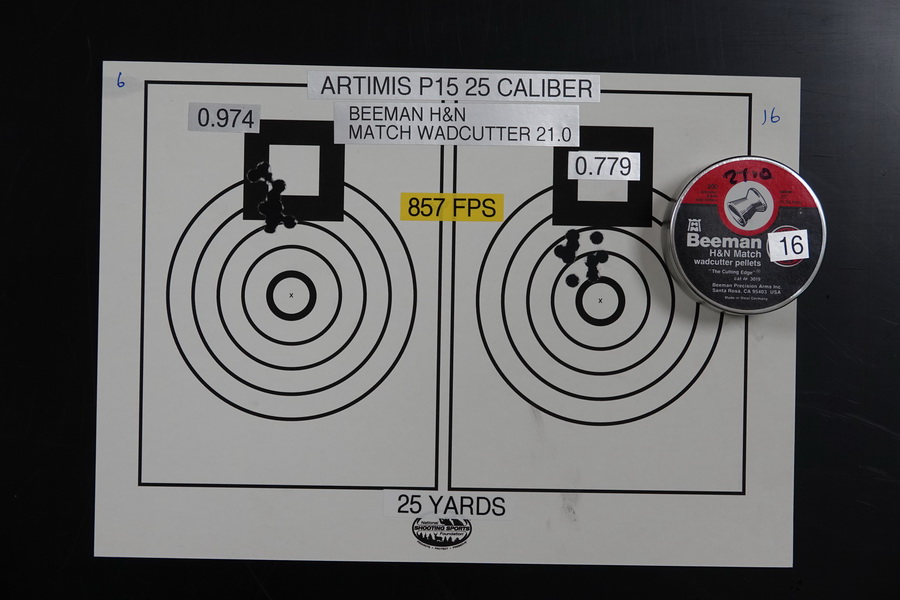 6
ARTIMIS P15 25 CALIBER
0.974
BEEMAN H&N
MATCH WADCUTTER 21.0
16
0.779
857 FPS
x
x
21.0
Beeman
H&N Match
wadcutter pellets
"The Cutting Edge"
Beeman Precision Arms Inc.
Santa Rosa, CA 95403 USA
Made in West Germany
16
25 YARDS
National
SHOOTING SPORTS
Foundation